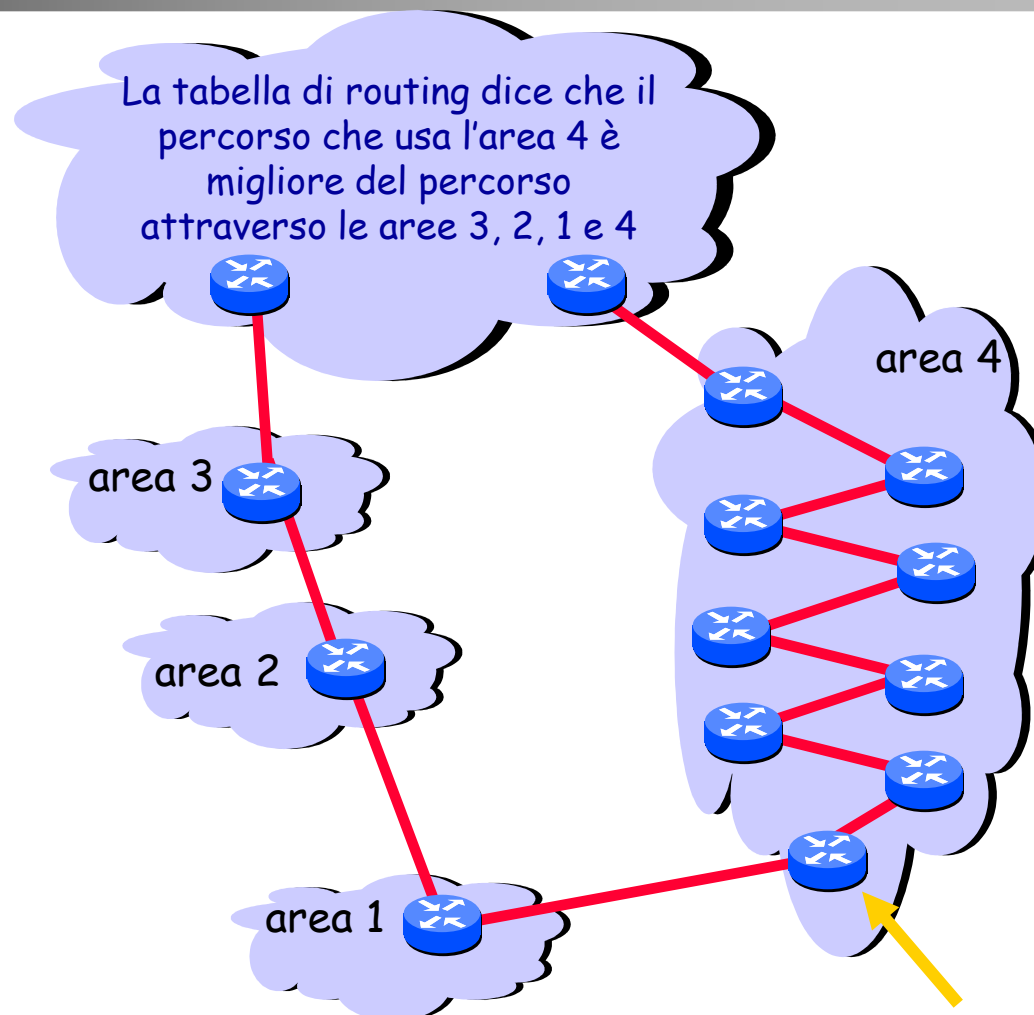 La tabella di routing dice che il
percorso che usa l'area 4 è
migliore del percorso
attraverso le aree 3, 2, 1 e 4
area 4
area 3
area 2
area 1